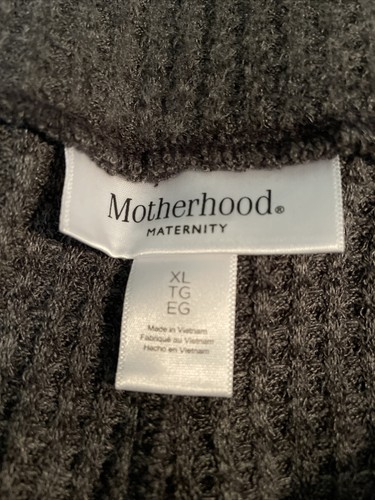 Motherhood®
MATERNITY
XL
TG
EG
Made in Vietnam
Fabriqué au Vietnam
Hecho en Vietnam